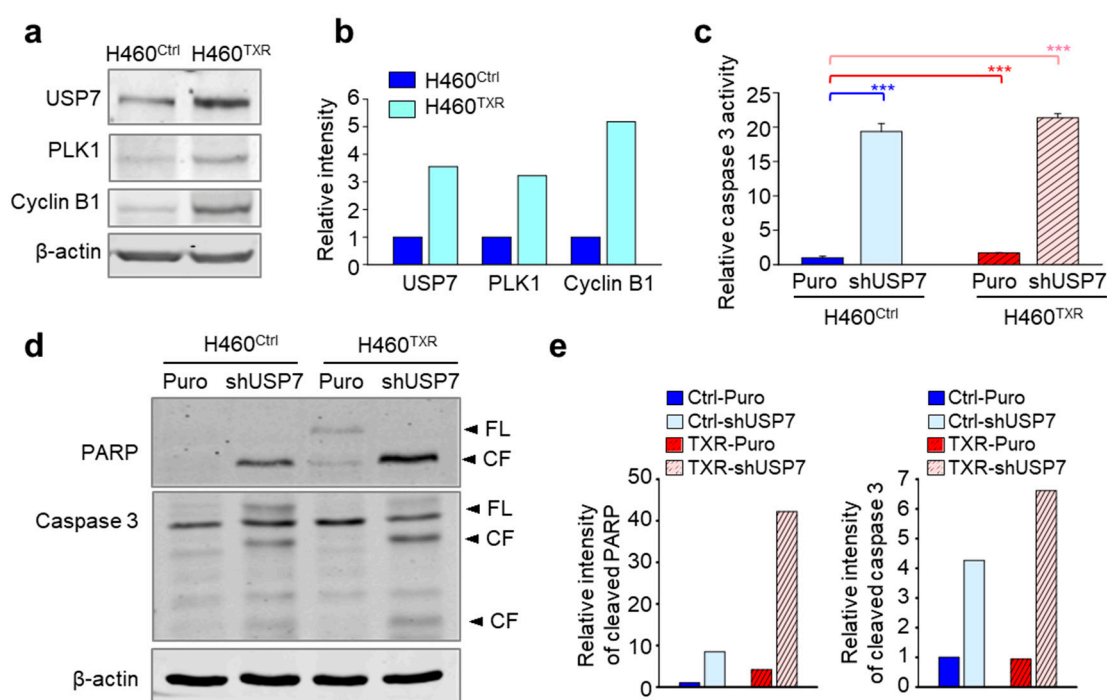 a
H460Ctrl H460TXR
USP7
PLK1
Cyclin B1
β-actin
b
H460Ctrl
H460TXR
Relative intensity
6
5
4
3
2
1
0
USP7 PLK1 Cyclin B1
c
***
***
***
Relative caspase 3 activity
25
20
15
10
5
0
Puro shUSP7 Puro shUSP7
H460Ctrl H460TXR
d
H460Ctrl H460TXR
Puro shUSP7 Puro shUSP7
PARP
FL
CF
Caspase 3
FL
CF
CF
β-actin
e
Ctrl-Puro
Ctrl-shUSP7
TXR-Puro
TXR-shUSP7
Relative intensity
of cleaved PARP
50
40
30
20
10
0
Ctrl-Puro
Ctrl-shUSP7
TXR-Puro
TXR-shUSP7
Relative intensity
of cleaved caspase 3
7
6
5
4
3
2
1
0